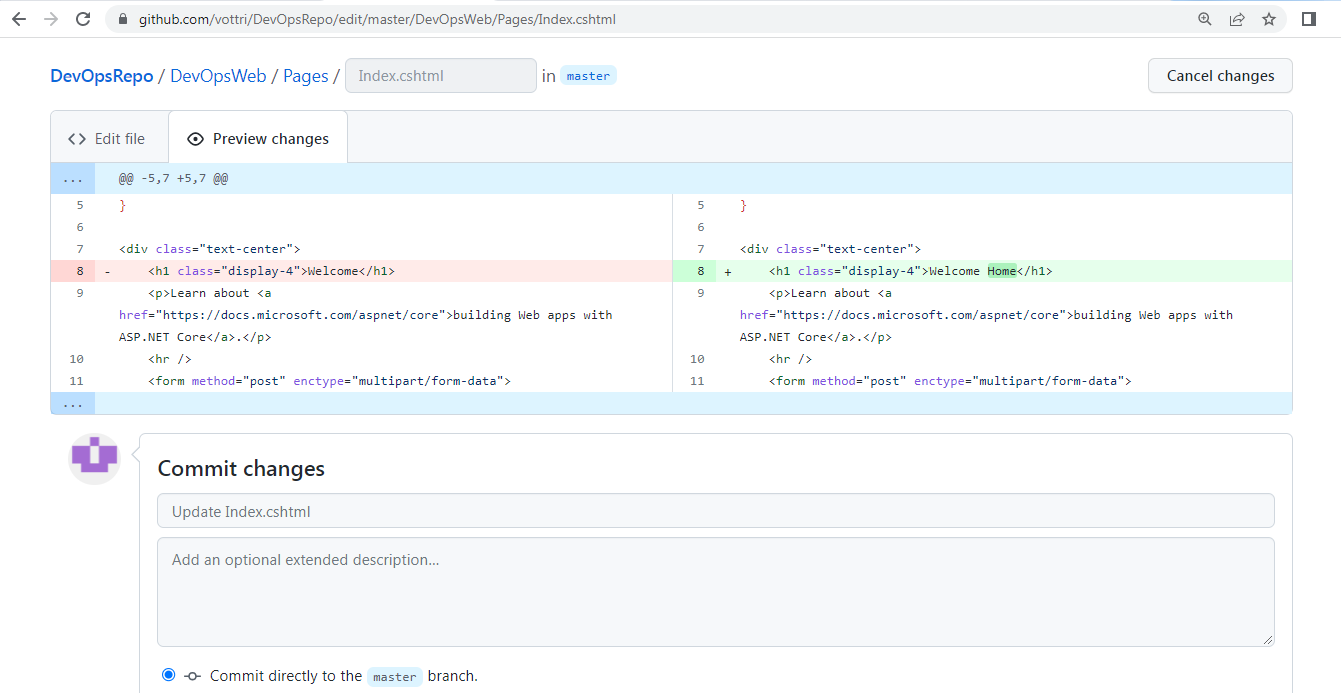 github.com/vottri/DevOpsRepo/edit/master/DevOpsWeb/Pages/Index.cshtml
DevOpsRepo / DevOpsWeb / Pages / Index.cshtml in master Cancel changes
<> Edit file Preview changes
... @@ -5,7 +5,7 @@
5 } 5 }
6 6
7 <div class="text-center"> 7 <div class="text-center">
8 - <h1 class="display-4">Welcome</h1> 8 + <h1 class="display-4">Welcome Home</h1>
9 <p>Learn about <a 9 <p>Learn about <a
href="https://docs.microsoft.com/aspnet/core">building Web apps with href="https://docs.microsoft.com/aspnet/core">building Web apps with
ASP.NET Core</a>.</p> ASP.NET Core</a>.</p>
10 <hr /> 10 <hr />
11 <form method="post" enctype="multipart/form-data"> 11 <form method="post" enctype="multipart/form-data">
...
Commit changes
Update Index.cshtml
Add an optional extended description...
Commit directly to the master branch.